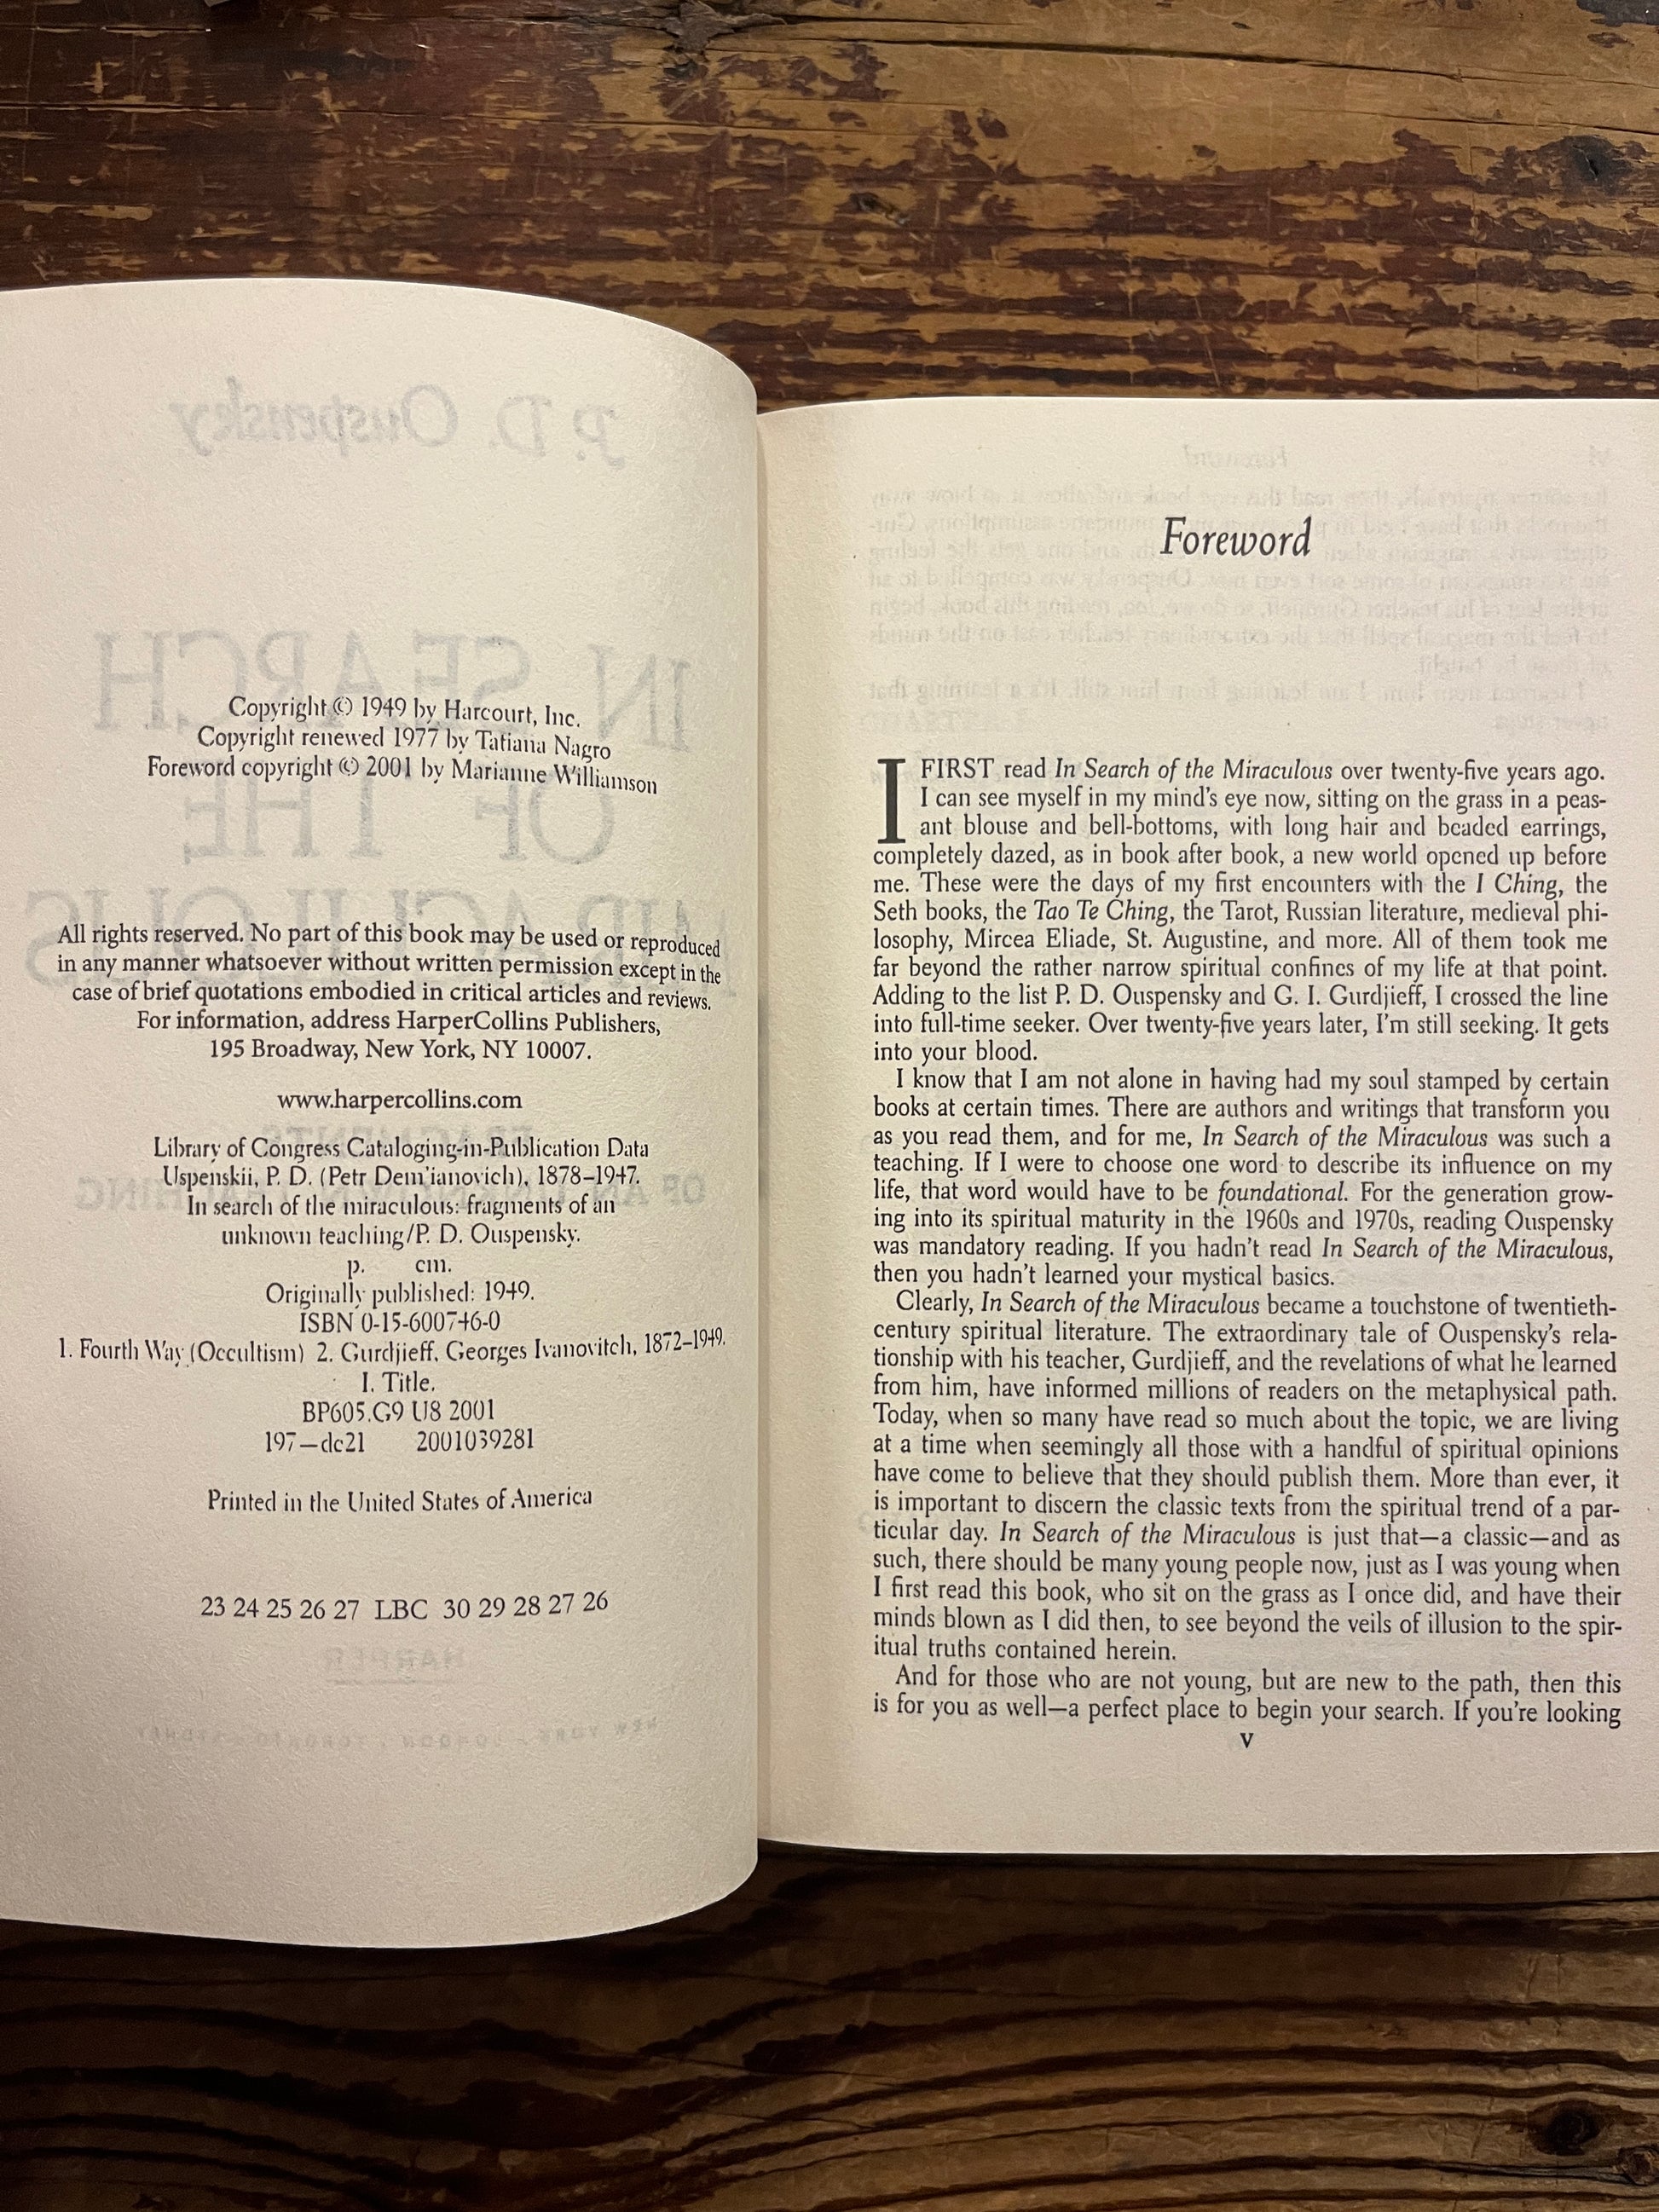 Copyright © 1949 by Harcourt, Inc.
Copyright renewed 1977 by Tatiana Nagro
Foreword copyright © 2001 by Marianne Williamson
All rights reserved. No part of this book may be used or reproduced
in any manner whatsoever without written permission except in the
case of brief quotations embodied in critical articles and reviews.
For information, address HarperCollins Publishers,
195 Broadway, New York, NY 10007.
www.harpercollins.com
Library of Congress Cataloging-in-Publication Data
Uspenskii, P. D. (Petr Dem'ianovich), 1878–1947.
In search of the miraculous: fragments of an
unknown teaching/P. D. Ouspensky.
p. cm.
Originally published: 1949.
ISBN 0-15-600746-0
1. Fourth Way (Occultism) 2. Gurdjieff, Georges Ivanovitch, 1872–1949.
I. Title.
BP605.G9 U8 2001
197—dc21 2001039281
Printed in the United States of America
23 24 25 26 27 LBC 30 29 28 27 26
Foreword
I FIRST read In Search of the Miraculous over twenty-five years ago.
I can see myself in my mind's eye now, sitting on the grass in a peas-
ant blouse and bell-bottoms, with long hair and beaded earrings,
completely dazed, as in book after book, a new world opened up before
me. These were the days of my first encounters with the I Ching, the
Seth books, the Tao Te Ching, the Tarot, Russian literature, medieval phi-
losophy, Mircea Eliade, St. Augustine, and more. All of them took me
far beyond the rather narrow spiritual confines of my life at that point.
Adding to the list P. D. Ouspensky and G. I. Gurdjieff, I crossed the line
into full-time seeker. Over twenty-five years later, I'm still seeking. It gets
into your blood.
I know that I am not alone in having had my soul stamped by certain
books at certain times. There are authors and writings that transform you
as you read them, and for me, In Search of the Miraculous was such a
teaching. If I were to choose one word to describe its influence on my
life, that word would have to be foundational. For the generation grow-
ing into its spiritual maturity in the 1960s and 1970s, reading Ouspensky
was mandatory reading. If you hadn't read In Search of the Miraculous,
then you hadn't learned your mystical basics.
Clearly, In Search of the Miraculous became a touchstone of twentieth-
century spiritual literature. The extraordinary tale of Ouspensky's rela-
tionship with his teacher, Gurdjieff, and the revelations of what he learned
from him, have informed millions of readers on the metaphysical path.
Today, when so many have read so much about the topic, we are living
at a time when seemingly all those with a handful of spiritual opinions
have come to believe that they should publish them. More than ever, it
is important to discern the classic texts from the spiritual trend of a par-
ticular day. In Search of the Miraculous is just that—a classic—and as
such, there should be many young people now, just as I was young when
I first read this book, who sit on the grass as I once did, and have their
minds blown as I did then, to see beyond the veils of illusion to the spir-
itual truths contained herein.
And for those who are not young, but are new to the path, then this
is for you as well—a perfect place to begin your search. If you're looking
v